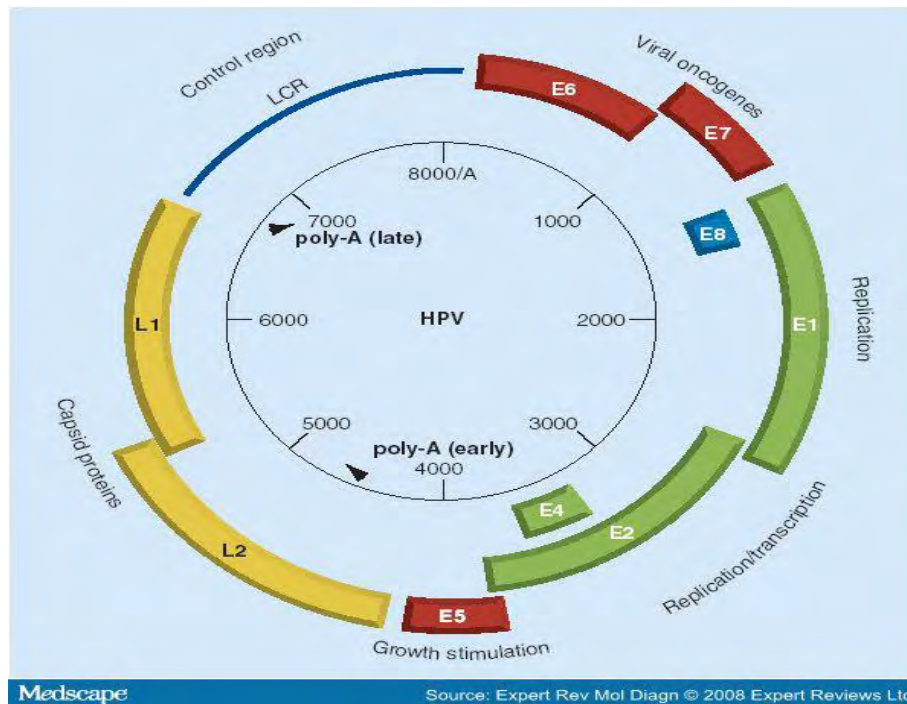 Control region
LCR
Viral oncogenes
E6
E7
8000/A
7000
1000
poly-A (late)
E8
L1
6000
HPV
2000
E1
Replication
5000
3000
poly-A (early)
4000
Capsid proteins
E4
E2
L2
Replication/transcription
E5
Growth stimulation
Medscape
Source: Expert Rev Mol Diagn © 2008 Expert Reviews Ltd